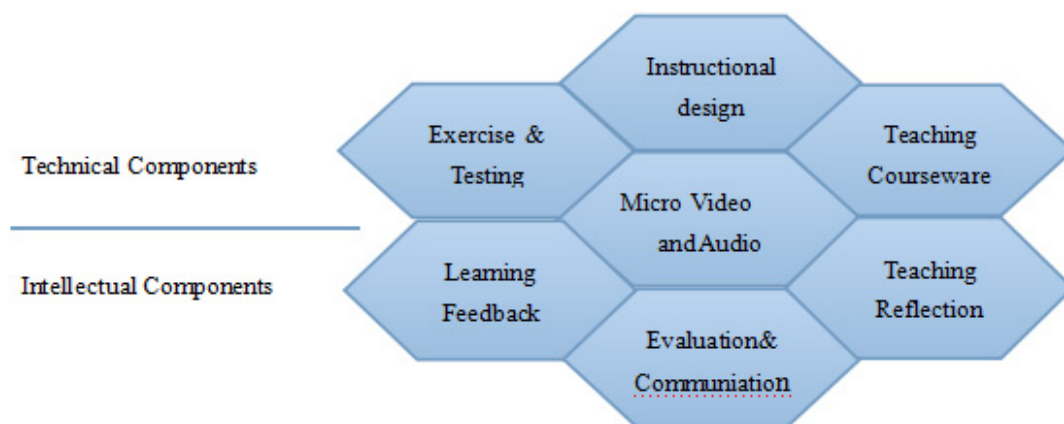 Technical Components
Intellectual Components
Instructional
design
Exercise &
Testing
Teaching
Courseware
Micro Video
andAudio
Learning
Feedback
Teaching
Reflection
Evaluation&
Communiation